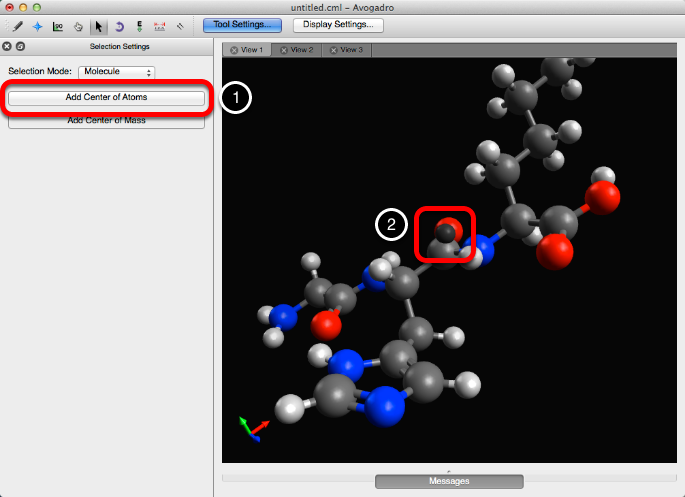 untitled.cml - Avogadro
Tool Settings...
Display Settings...
Selection Settings
Selection Mode: Molecule
Add Center of Atoms
Add Center of Mass
View 1
View 2
View 3
1
2
Messages